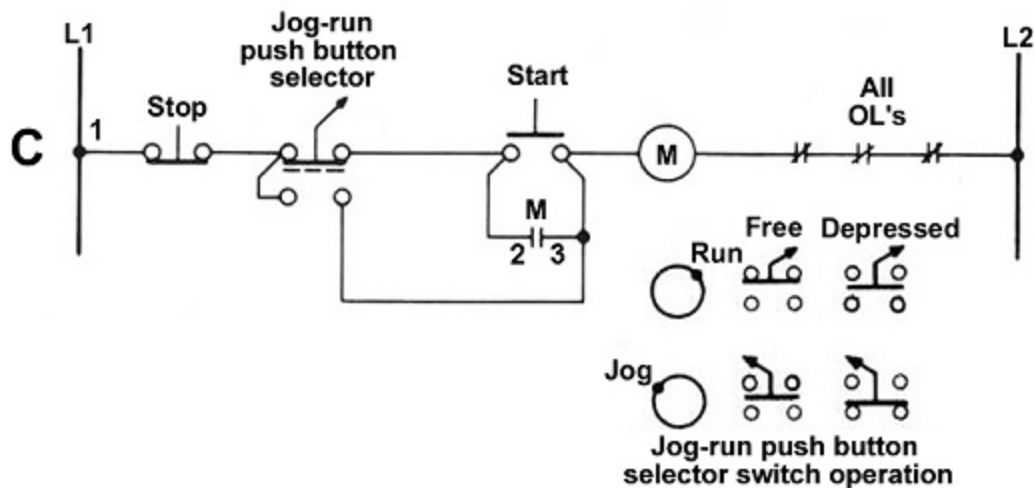 Jog-run
push button
selector
L1
L2
Start
All
OL's
Stop
1
C
M
M
2 3
Free Depressed
Run
Jog
Jog-run push button
selector switch operation